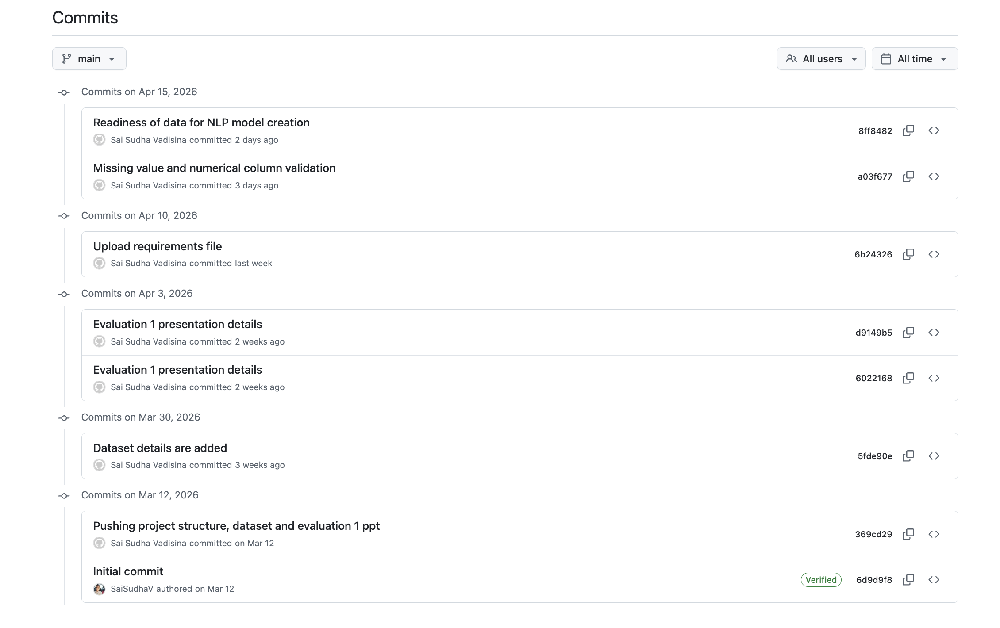 Commits
main
All users
All time
Commits on Apr 15, 2026
Readiness of data for NLP model creation
Sai Sudha Vadisina committed 2 days ago
8ff8482
Missing value and numerical column validation
Sai Sudha Vadisina committed 3 days ago
a03f677
Commits on Apr 10, 2026
Upload requirements file
Sai Sudha Vadisina committed last week
6b24326
Commits on Apr 3, 2026
Evaluation 1 presentation details
Sai Sudha Vadisina committed 2 weeks ago
d9149b5
Evaluation 1 presentation details
Sai Sudha Vadisina committed 2 weeks ago
6022168
Commits on Mar 30, 2026
Dataset details are added
Sai Sudha Vadisina committed 3 weeks ago
5fde90e
Commits on Mar 12, 2026
Pushing project structure, dataset and evaluation 1 ppt
Sai Sudha Vadisina committed on Mar 12
369cd29
Initial commit
SaiSudhaV authored on Mar 12
Verified
6d9d9f8